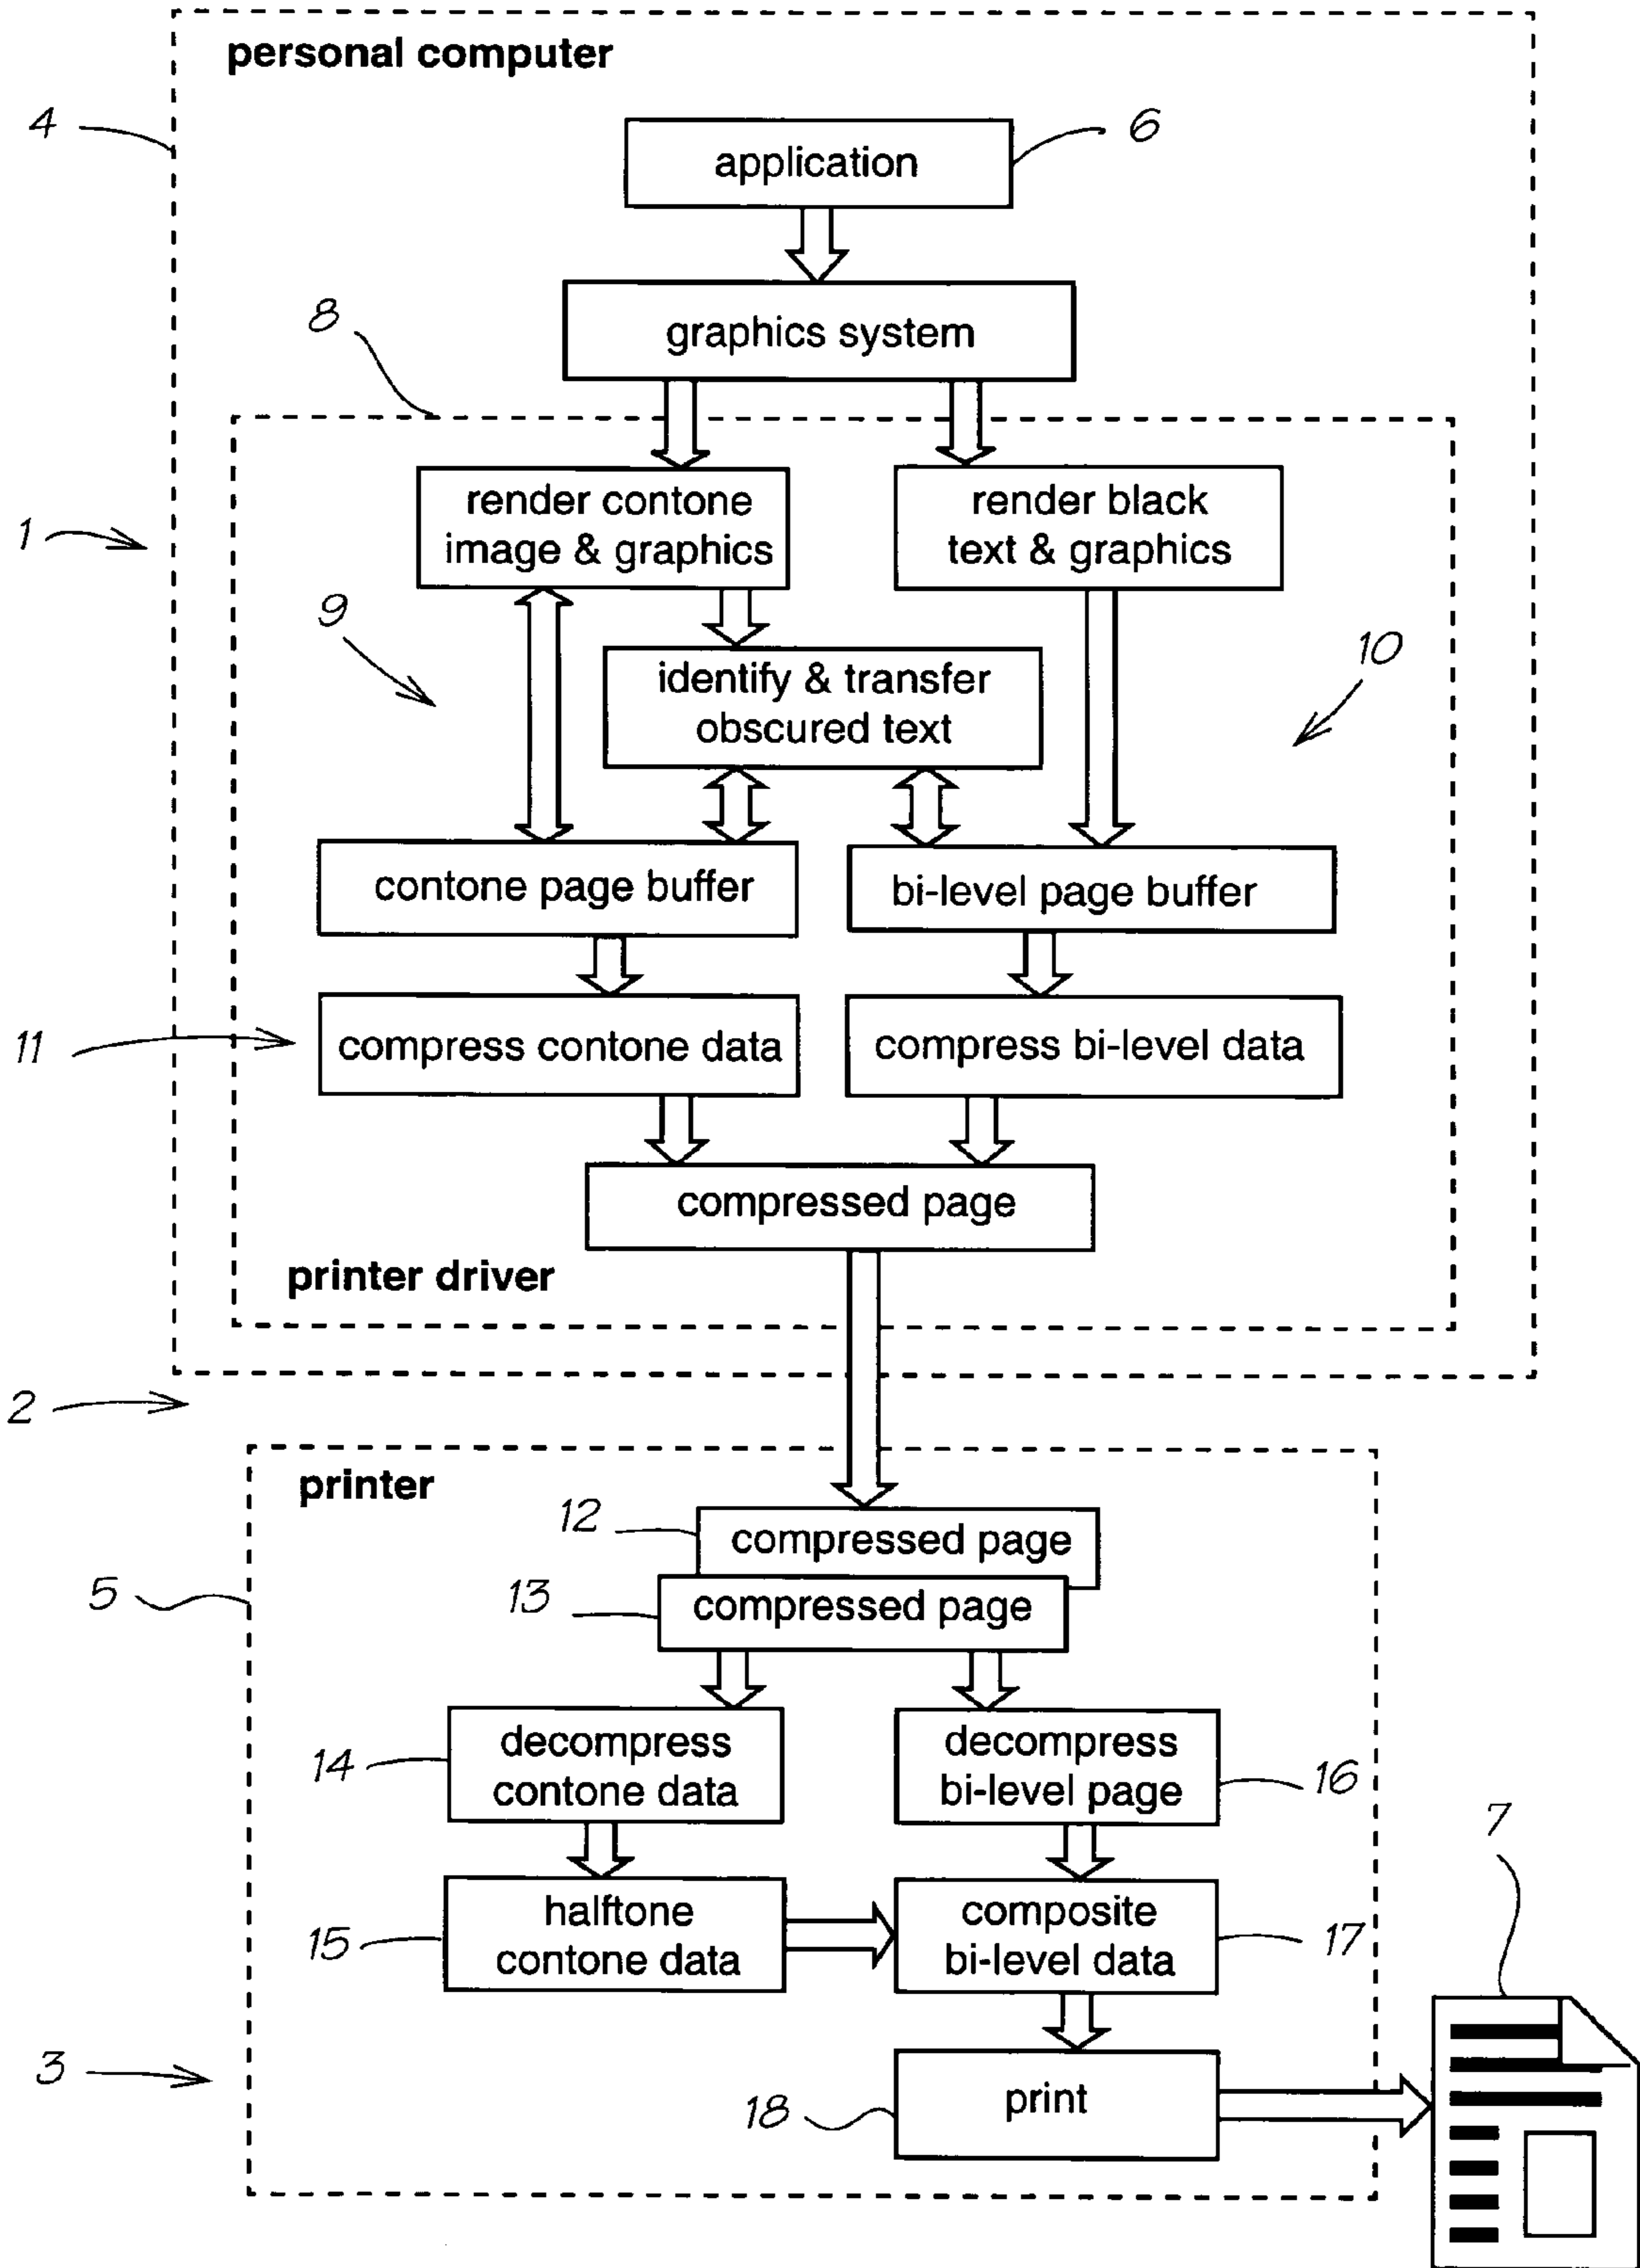 personal computer
4
application
6
graphics system
8
render contone
image & graphics
render black
text & graphics
1
9
identify & transfer
obscured text
10
contone page buffer
bi-level page buffer
11
compress contone data
compress bi-level data
compressed page
printer driver
2
printer
12
compressed page
13
compressed page
5
14
decompress
contone data
decompress
bi-level page
16
7
15
halftone
contone data
composite
bi-level data
17
3
18
print